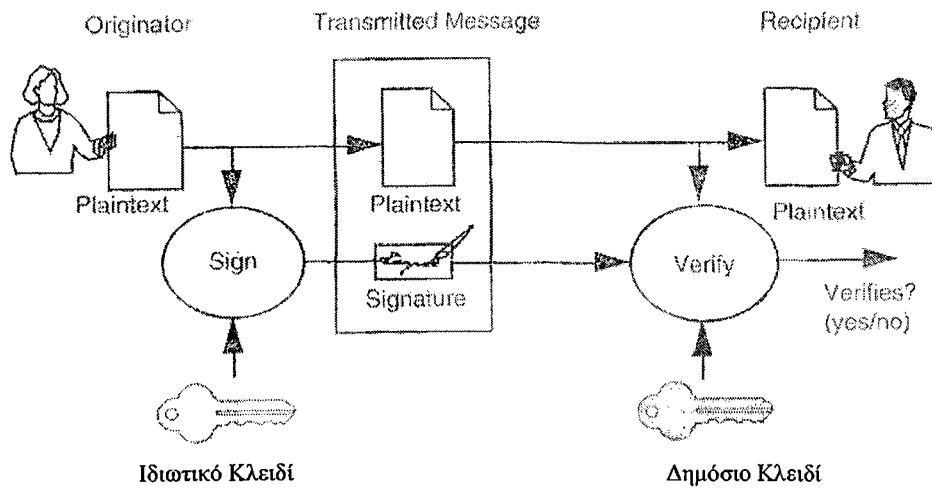 Originator
Transmitted Message
Recipient
Plaintext
Plaintext
Plaintext
Sign
Signature
Verify
Verifies?
(yes/no)
Ιδιωτικό Κλειδί
Δημόσιο Κλειδί